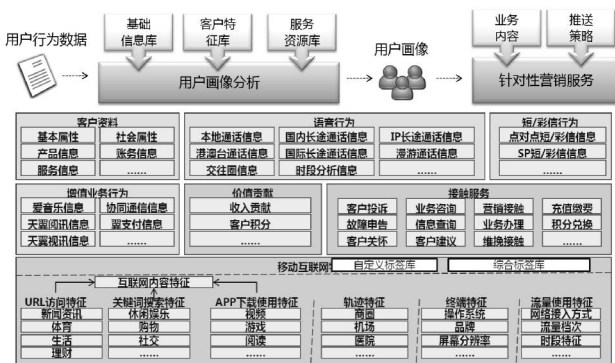 基础
信息库
客户特
征库
服务
资源库
业务
内容
推送
策略
用户行为数据
用户画像分析
用户画像
针对性营销服务
客户资料
基本属性
社会属性
产品信息
账务信息
服务信息
......
语音行为
本地通话信息
国内长途通话信息
IP长途通话信息
港澳台通话信息
国际长途通话信息
漫游通话信息
交往圈信息
时段分析信息
......
短/彩信行为
点对点短/彩信信息
SP短/彩信信息
......
增值业务行为
爱音乐信息
协同通信信息
天翼阅讯信息
翼支付信息
天翼视讯信息
......
价值贡献
收入贡献
客户积分
......
接触服务
客户投诉
业务咨询
营销接触
充值缴费
故障申告
信息查询
业务办理
积分兑换
客户关怀
客户建议
维挽接触
......
移动互联网
自定义标签库
综合标签库
互联网内容特征
URL访问特征
新闻资讯
体育
生活
理财
关键词搜索特征
休闲娱乐
购物
社交
......
APP下载使用特征
视频
游戏
阅读
......
轨迹特征
商圈
机场
医院
......
终端特征
操作系统
品牌
屏幕分辨率
......
流量使用特征
网络接入方式
流量档次
时段特征
......